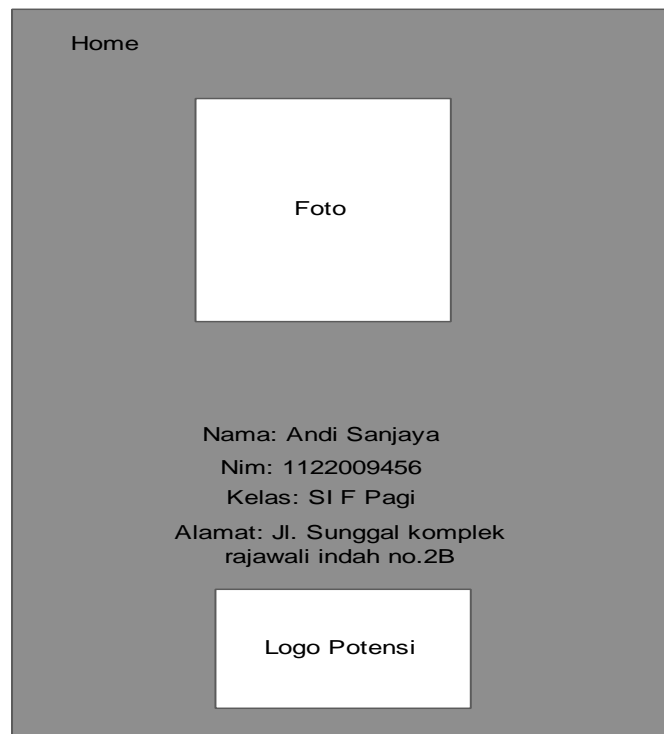 Home
Foto
Nama: Andi Sanjaya
Nim: 1122009456
Kelas: SI F Pagi
Alamat: Jl. Sunggal komplek
rajawali indah no.2B
Logo Potensi